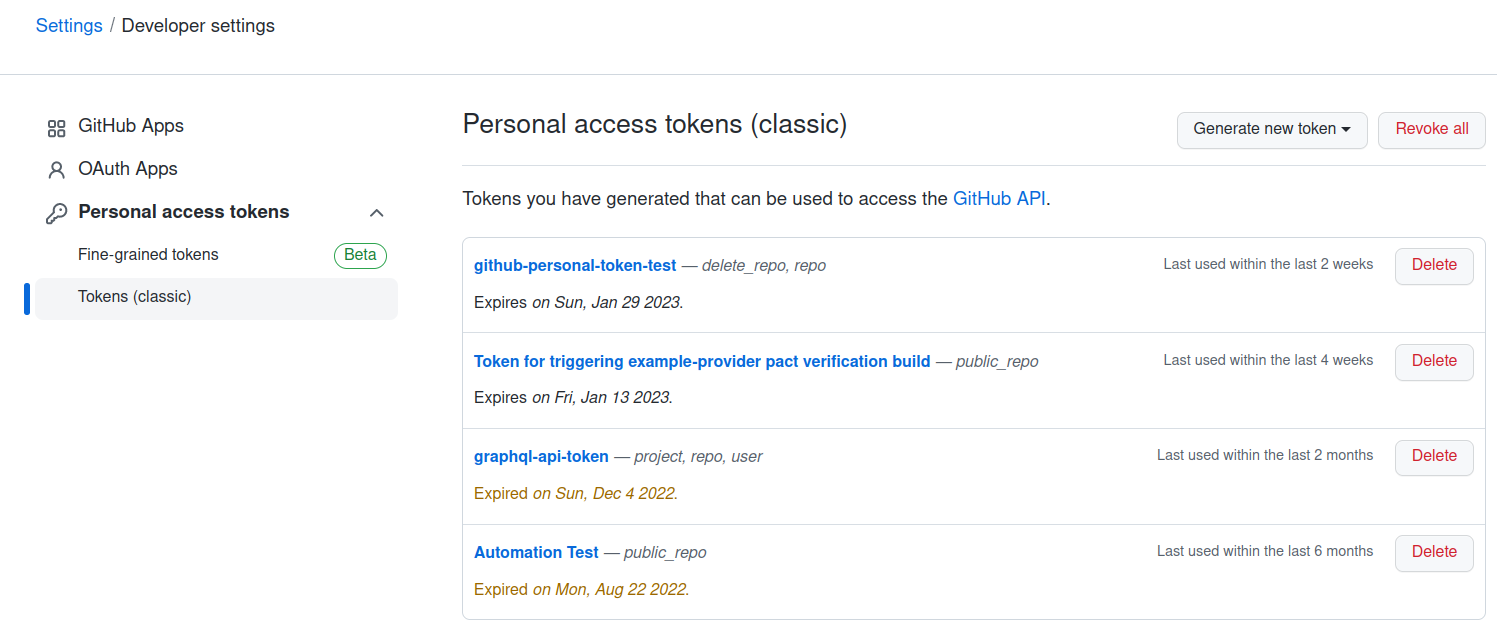 Settings / Developer settings
GitHub Apps
OAuth Apps
Personal access tokens
Fine-grained tokens Beta
Tokens (classic)
Personal access tokens (classic)
Generate new token
Revoke all
Tokens you have generated that can be used to access the GitHub API.
github-personal-token-test — delete_repo, repo Last used within the last 2 weeks Delete
Expires on Sun, Jan 29 2023.
Token for triggering example-provider pact verification build — public_repo Last used within the last 4 weeks Delete
Expires on Fri, Jan 13 2023.
graphql-api-token — project, repo, user Last used within the last 2 months Delete
Expired on Sun, Dec 4 2022.
Automation Test — public_repo Last used within the last 6 months Delete
Expired on Mon, Aug 22 2022.